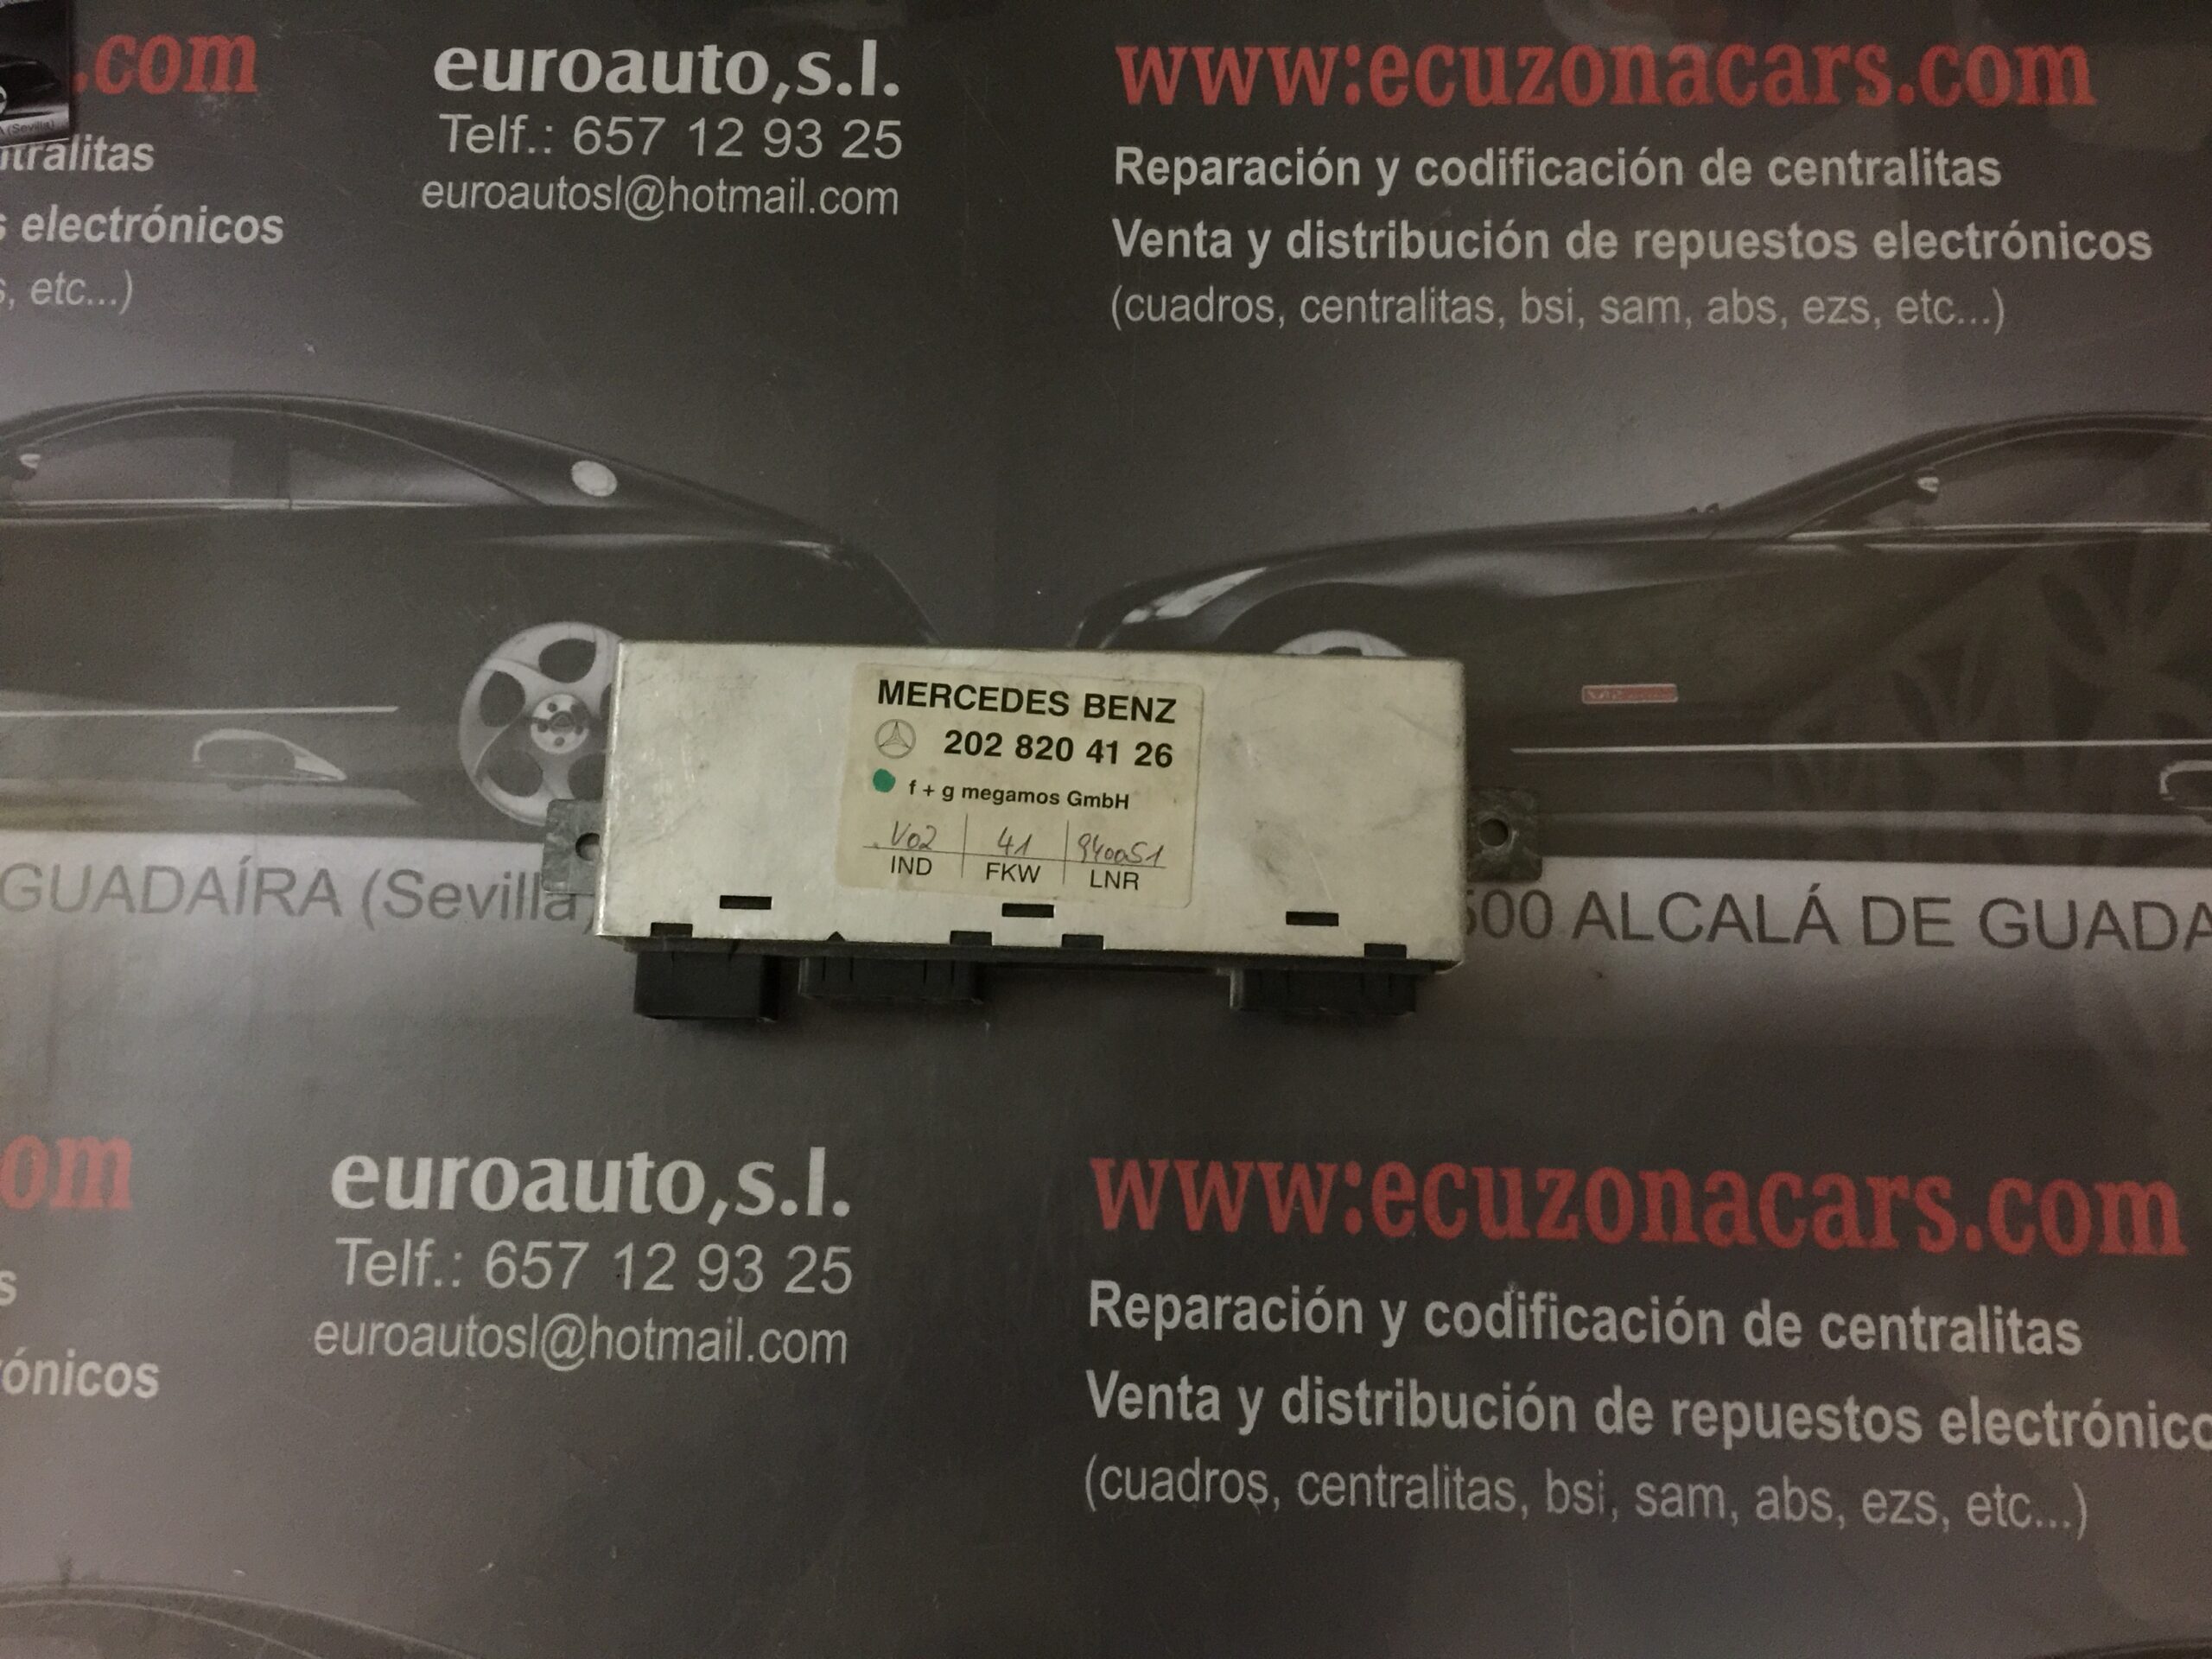 .com
euroauto,s.l.
www:ecuzonacars.com
(Sevilla)
Telf.: 657 12 93 25
ntralitas
euroautosl@hotmail.com
Reparación y codificación de centralitas
s electrónicos
Venta y distribución de repuestos electrónicos
s, etc...)
(cuadros, centralitas, bsi, sam, abs, ezs, etc...)
MERCEDES BENZ
202 820 41 26
f + g megamos GmbH
V02 41 940051
IND FKW LNR
GUADAÍRA (Sevilla)
500 ALCALÁ DE GUADA
om
euroauto,s.l.
www:ecuzonacars.com
Telf.: 657 12 93 25
s
euroautosl@hotmail.com
Reparación y codificación de centralitas
ónicos
Venta y distribución de repuestos electrónico
(cuadros, centralitas, bsi, sam, abs, ezs, etc...)